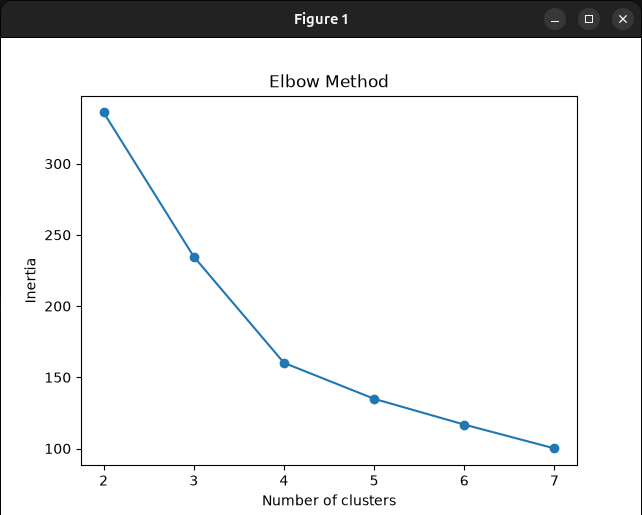 Figure 1
Elbow Method
300
250
200
150
100
Inertia
2 3 4 5 6 7
Number of clusters